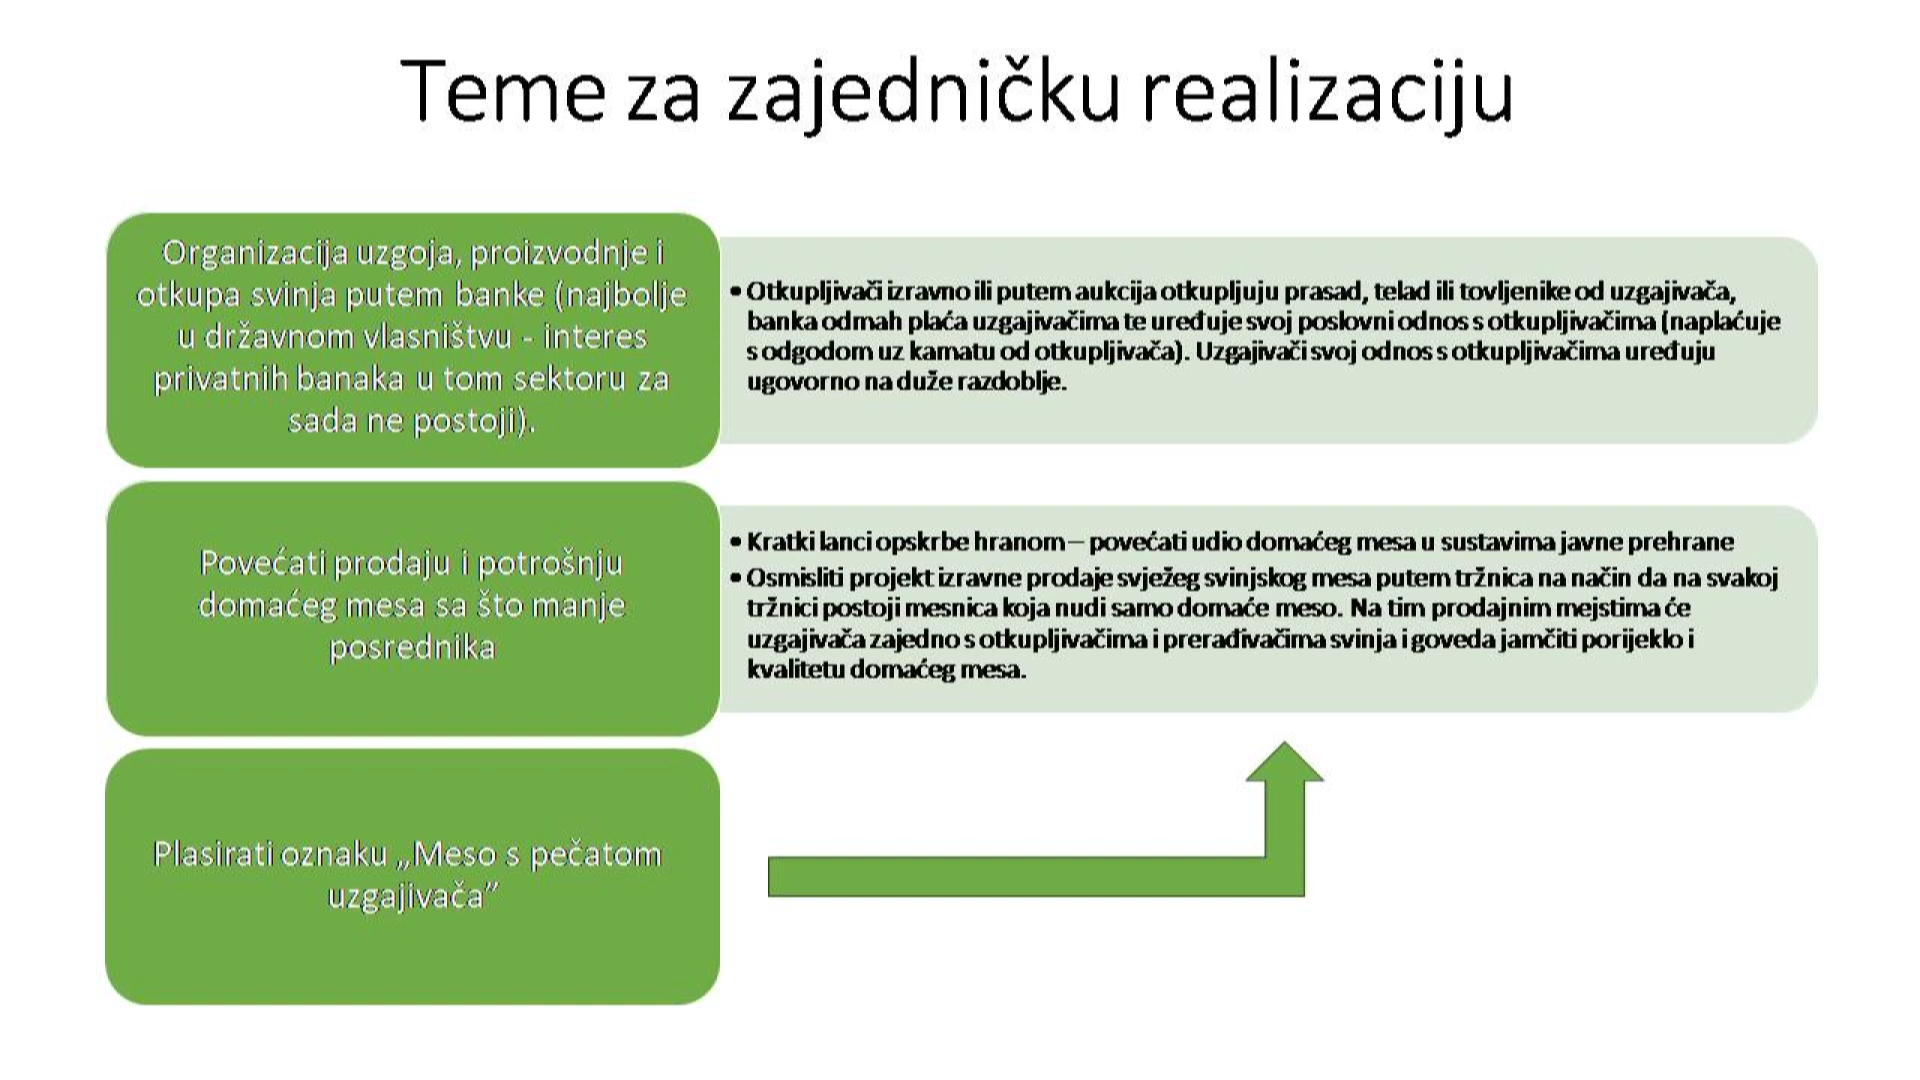 Teme za zajedničku realizaciju
Organizacija uzgoja, proizvodnje i
otkupa svinja putem banke (najbolje
u državnom vlasništvu - interes
privatnih banaka u tom sektoru za
sada ne postoji).
• Otkupljivači izravno ili putem aukcija otkupljuju prasad, telad ili tovljenike od uzgajivača,
banka odmah plaća uzgajivačima te uređuje svoj poslovni odnos s otkupljivačima (naplaćuje
s odgodom uz kamatu od otkupljivača). Uzgajivači svoj odnos s otkupljivačima uređuju
ugovorno na duže razdoblje.
Povećati prodaju i potrošnju
domaćeg mesa sa što manje
posrednika
• Kratki lanci opskrbe hranom – povećati udio domaćeg mesa u sustavima javne prehrane
• Osmisliti projekt izravne prodaje svježeg svinjskog mesa putem tržnica na način da na svakoj
tržnici postoji mesnica koja nudi samo domaće meso. Na tim prodajnim mejstima će
uzgajivača zajedno s otkupljivačima i prerađivačima svinja i goveda jamčiti porijeklo i
kvalitetu domaćeg mesa.
Plasirati oznaku „Meso s pečatom
uzgajivača”